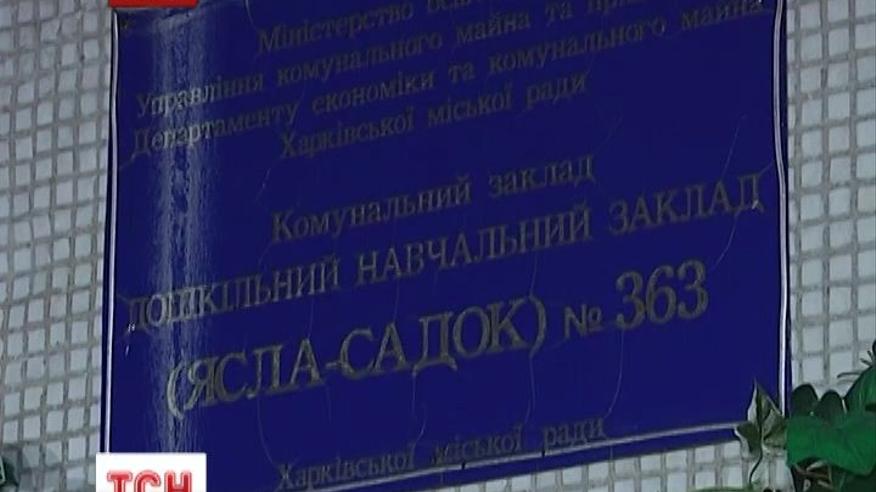 Міністерство
Управління комунального майна та
Департаменту економіки та комунального майна
Харківської міської ради
Комунальний заклад
ДОШКІЛЬНИЙ НАВЧАЛЬНИЙ ЗАКЛАД
(ЯСЛА-САДОК) № 363
Харківської міської ради
ТСН